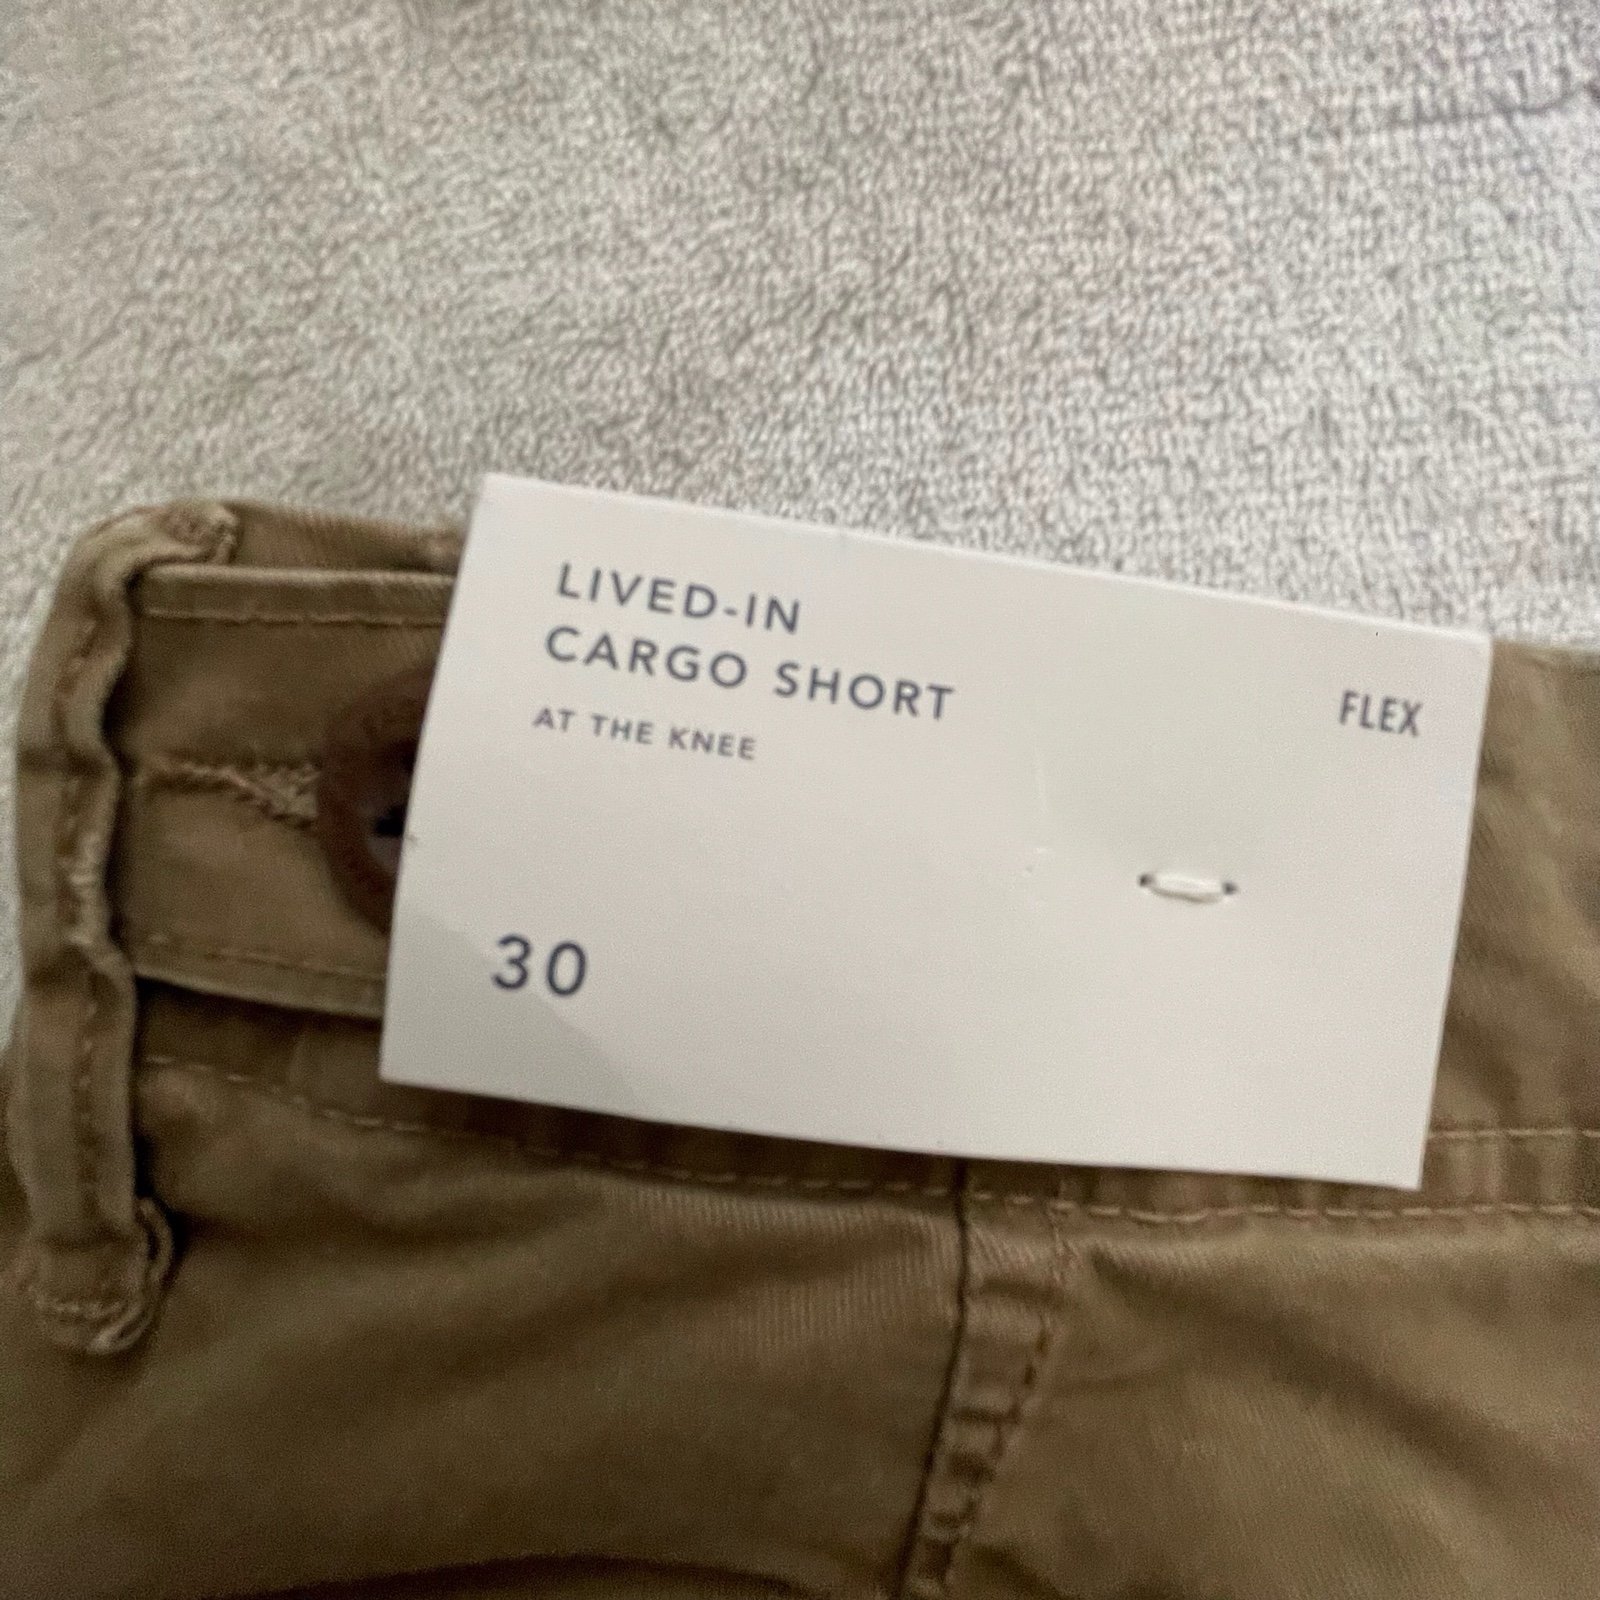 LIVED-IN
CARGO SHORT
FLEX
AT THE KNEE
30